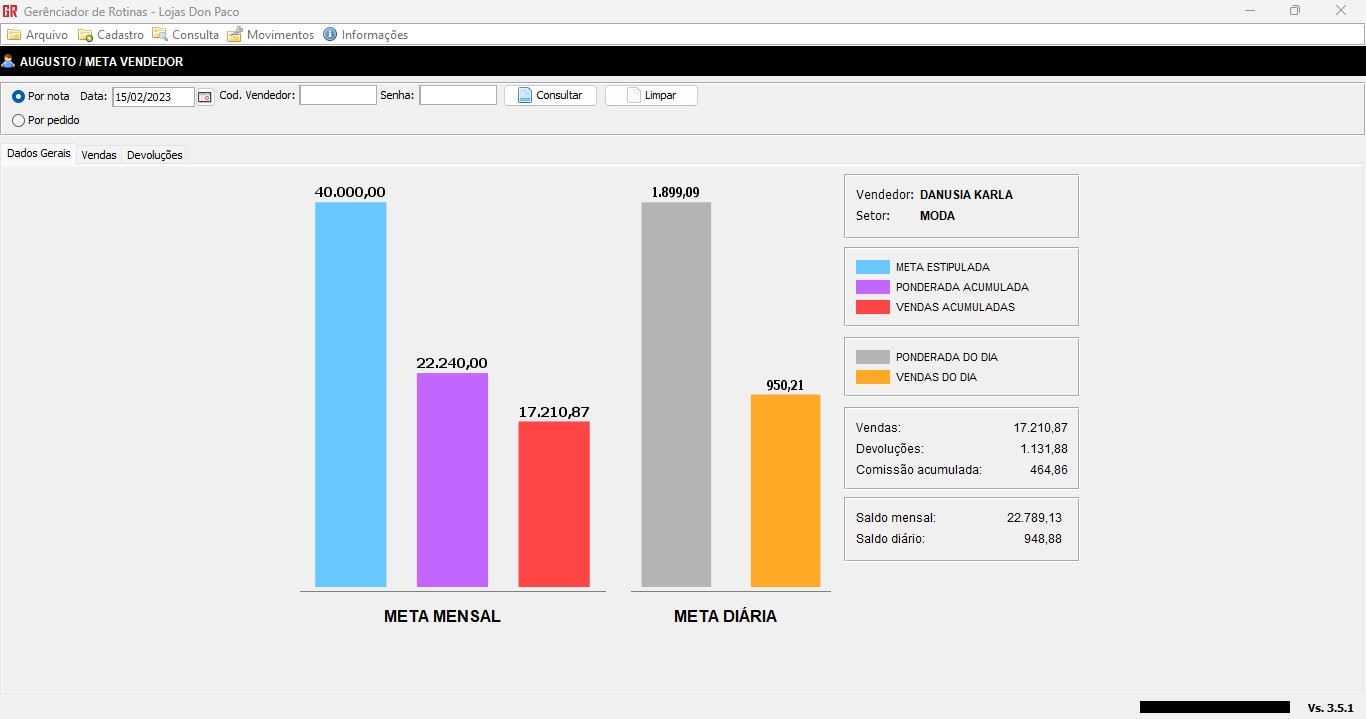 GR Gerênciador de Rotinas - Lojas Don Paco
Arquivo Cadastro Consulta Movimentos Informações
AUGUSTO / META VENDEDOR
Por nota Data: 15/02/2023 Cod. Vendedor: Senha: Consultar Limpar
Por pedido
Dados Gerais Vendas Devoluções
40.000,00
22.240,00
17.210,87
META MENSAL
1.899,09
950,21
META DIÁRIA
Vendedor: DANUSIA KARLA
Setor: MODA
META ESTIPULADA
PONDERADA ACUMULADA
VENDAS ACUMULADAS
PONDERADA DO DIA
VENDAS DO DIA
Vendas: 17.210,87
Devoluções: 1.131,88
Comissão acumulada: 464,86
Saldo mensal: 22.789,13
Saldo diário: 948,88
Vs. 3.5.1